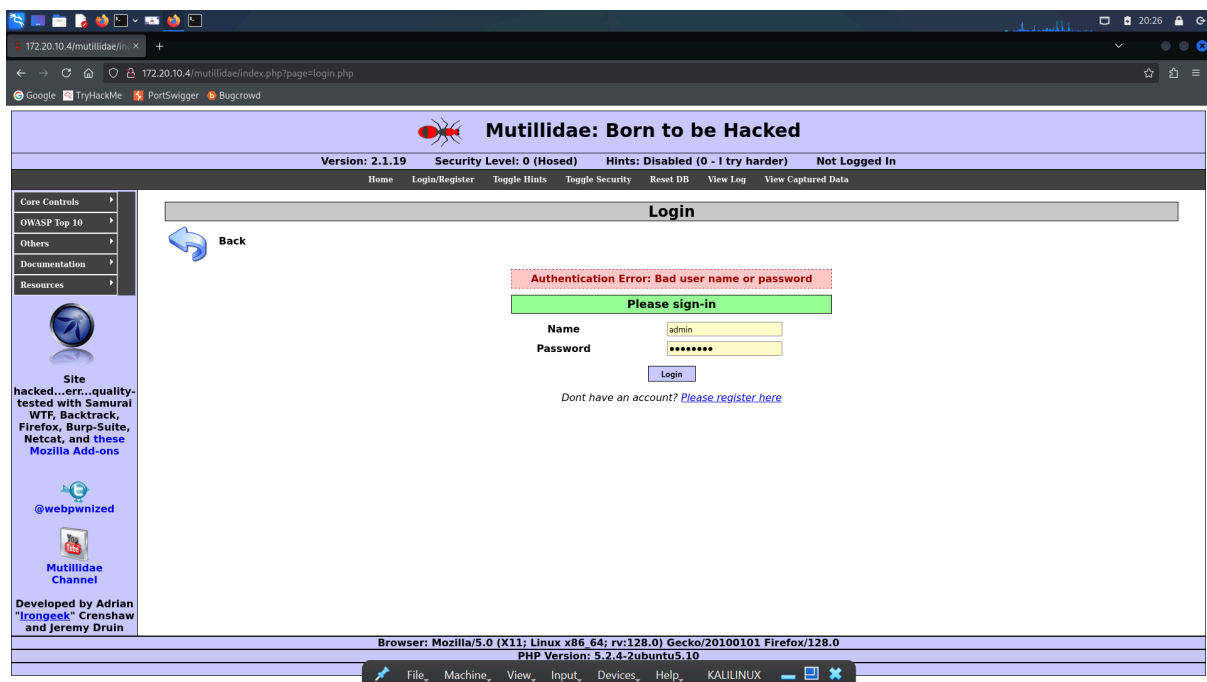 20:26
172.20.10.4/mutillidae/in
172.20.10.4/mutillidae/index.php?page=login.php
Google TryHackMe PortSwigger Bugcrowd
Mutillidae: Born to be Hacked
Version: 2.1.19 Security Level: 0 (Hosed) Hints: Disabled (0 - I try harder) Not Logged In
Home Login/Register Toggle Hints Toggle Security Reset DB View Log View Captured Data
Core Controls
OWASP Top 10
Others
Documentation
Resources
Site
hacked...err...quality-
tested with Samurai
WTF, Backtrack,
Firefox, Burp-Suite,
Netcat, and these
Mozilla Add-ons
@webpwnized
You
Tube
Mutillidae
Channel
Developed by Adrian
"Irongeek" Crenshaw
and Jeremy Druin
Login
Back
Authentication Error: Bad user name or password
Please sign-in
Name admin
Password ••••••••
Login
Dont have an account? Please register here
Browser: Mozilla/5.0 (X11; Linux x86_64; rv:128.0) Gecko/20100101 Firefox/128.0
PHP Version: 5.2.4-2ubuntu5.10
File Machine View Input Devices Help KALILINUX